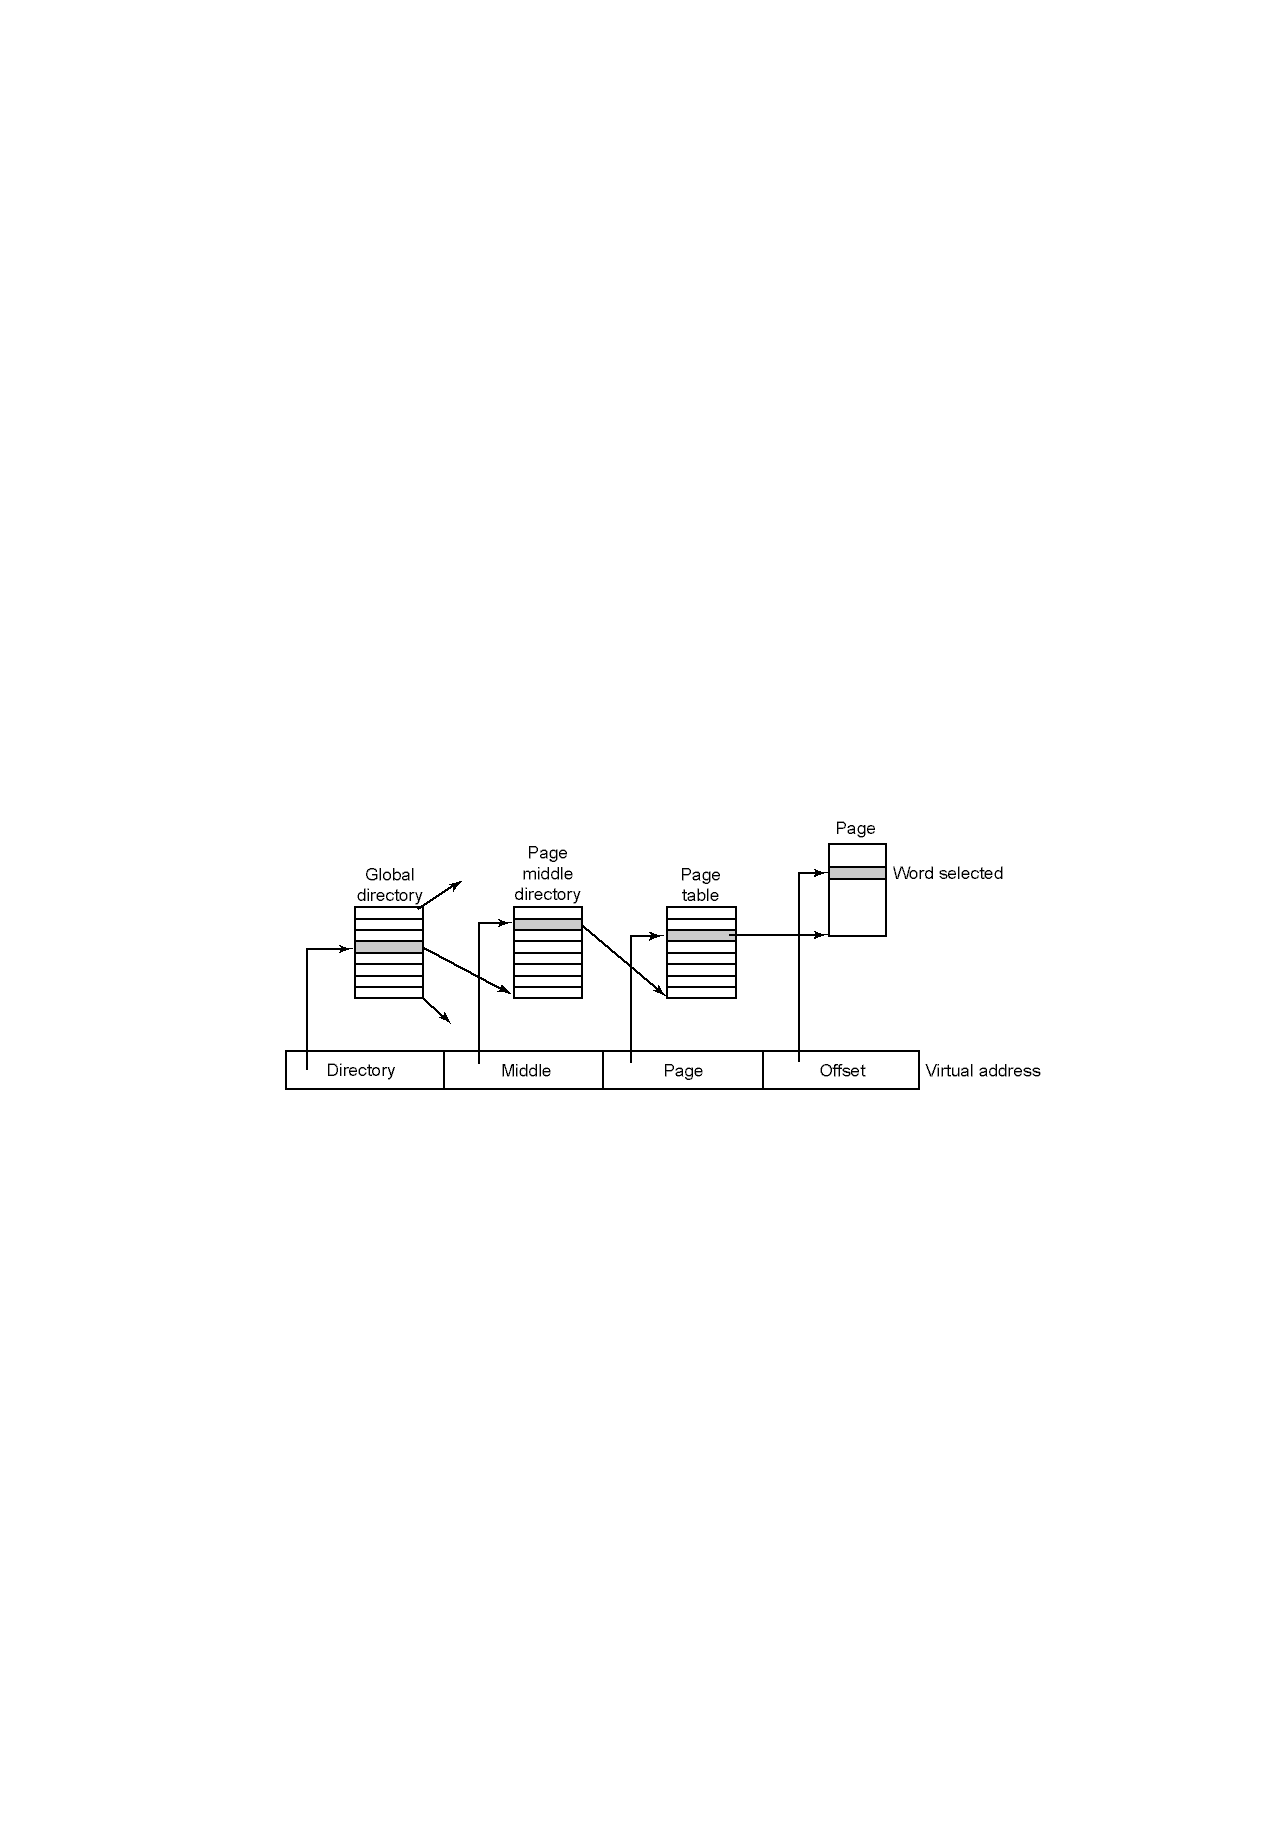 Page
Page
middle
directory
Global
directory
Page
table
Word selected
Directory
Middle
Page
Offset
Virtual address